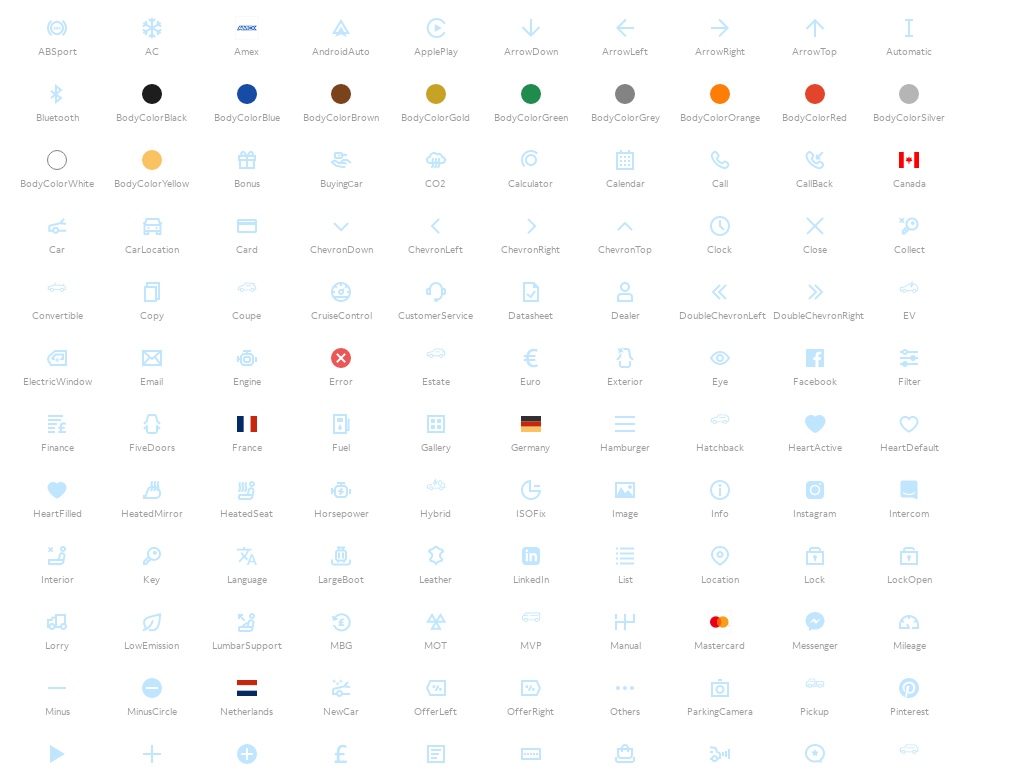 ABSport AC Amex AndroidAuto ApplePlay ArrowDown ArrowLeft ArrowRight ArrowTop Automatic
Bluetooth BodyColorBlack BodyColorBlue BodyColorBrown BodyColorGold BodyColorGreen BodyColorGrey BodyColorOrange BodyColorRed BodyColorSilver
BodyColorWhite BodyColorYellow Bonus BuyingCar CO2 Calculator Calendar Call CallBack Canada
Car CarLocation Card ChevronDown ChevronLeft ChevronRight ChevronTop Clock Close Collect
Convertible Copy Coupe CruiseControl CustomerService Datasheet Dealer DoubleChevronLeft DoubleChevronRight EV
ElectricWindow Email Engine Error Estate Euro Exterior Eye Facebook Filter
Finance FiveDoors France Fuel Gallery Germany Hamburger Hatchback HeartActive HeartDefault
HeartFilled HeatedMirror HeatedSeat Horsepower Hybrid ISOFix Image Info Instagram Intercom
Interior Key Language LargeBoot Leather LinkedIn List Location Lock LockOpen
Lorry LowEmission LumbarSupport MBG MOT MVP Manual Mastercard Messenger Mileage
Minus MinusCircle Netherlands NewCar OfferLeft OfferRight Others ParkingCamera Pickup Pinterest